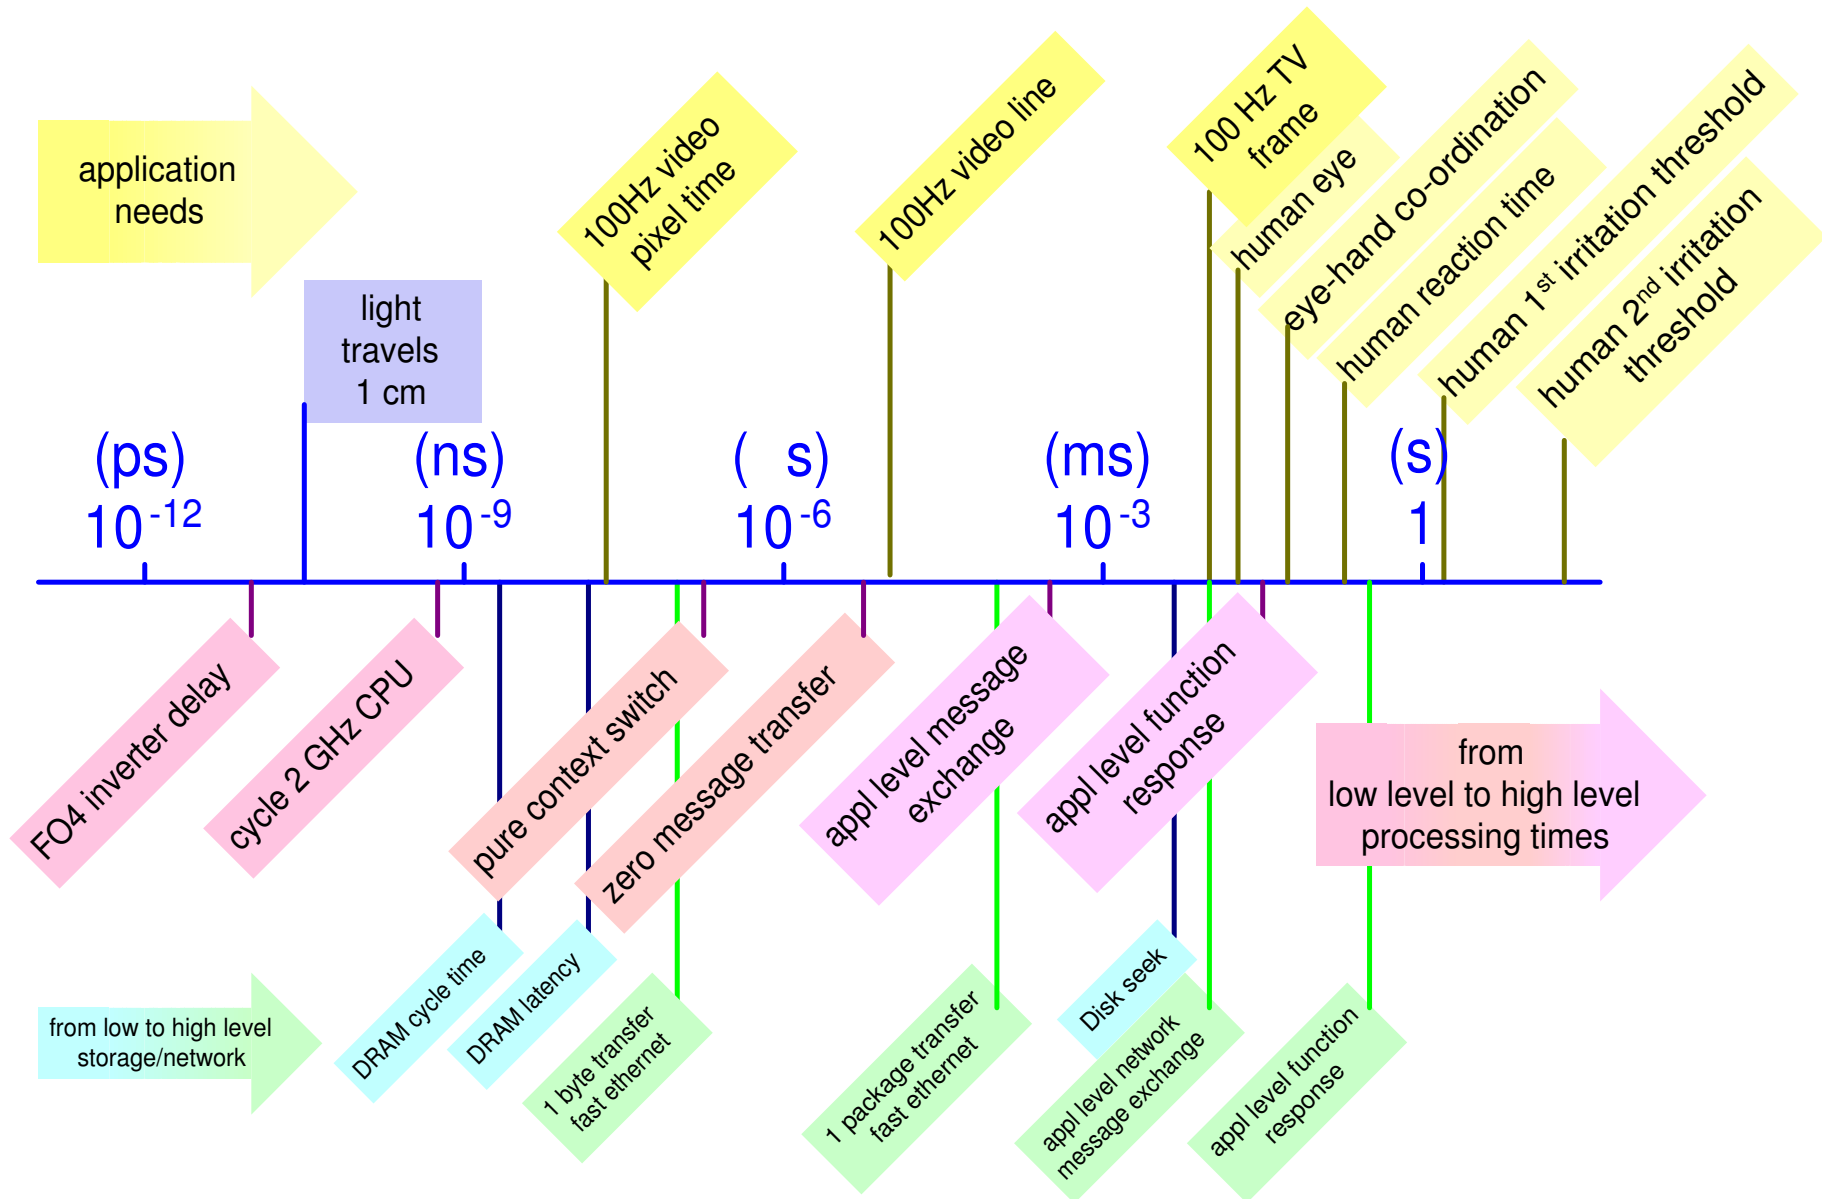 application
needs
light
travels
1 cm
100Hz video
pixel time
100Hz video line
100 Hz TV
frame
human eye
eye-hand co-ordination
human reaction time
human 1st irritation threshold
human 2nd irritation
threshold
(ps)
(ns)
( s)
(ms)
(s)
10-12
10-9
10-6
10-3
1
FO4 inverter delay
cycle 2 GHz CPU
pure context switch
zero message transfer
appl level message
exchange
appl level function
response
from
low level to high level
processing times
from low to high level
storage/network
DRAM cycle time
DRAM latency
1 byte transfer
fast ethernet
1 package transfer
fast ethernet
Disk seek
appl level network
message exchange
appl level function
response